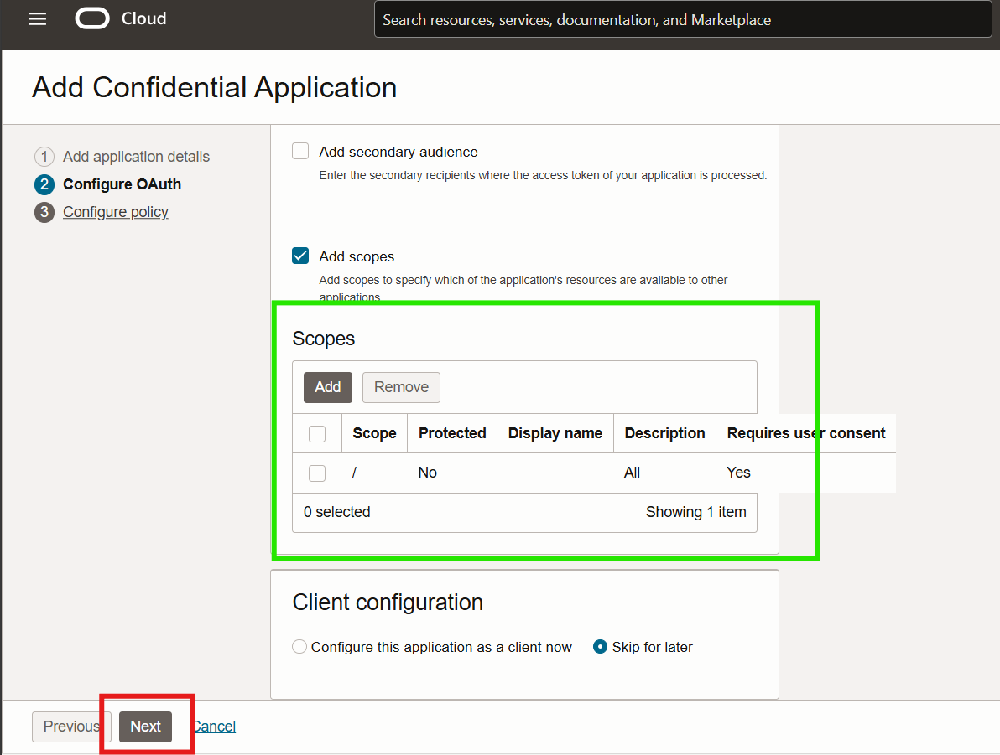 Cloud
Search resources, services, documentation, and Marketplace
Add Confidential Application
1 Add application details
2 Configure OAuth
3 Configure policy
Add secondary audience
Enter the secondary recipients where the access token of your application is processed.
Add scopes
Add scopes to specify which of the application's resources are available to other
applications.
Scopes
Add Remove
Scope Protected Display name Description Requires user consent
/ No All Yes
0 selected Showing 1 item
Client configuration
Configure this application as a client now Skip for later
Previous Next Cancel